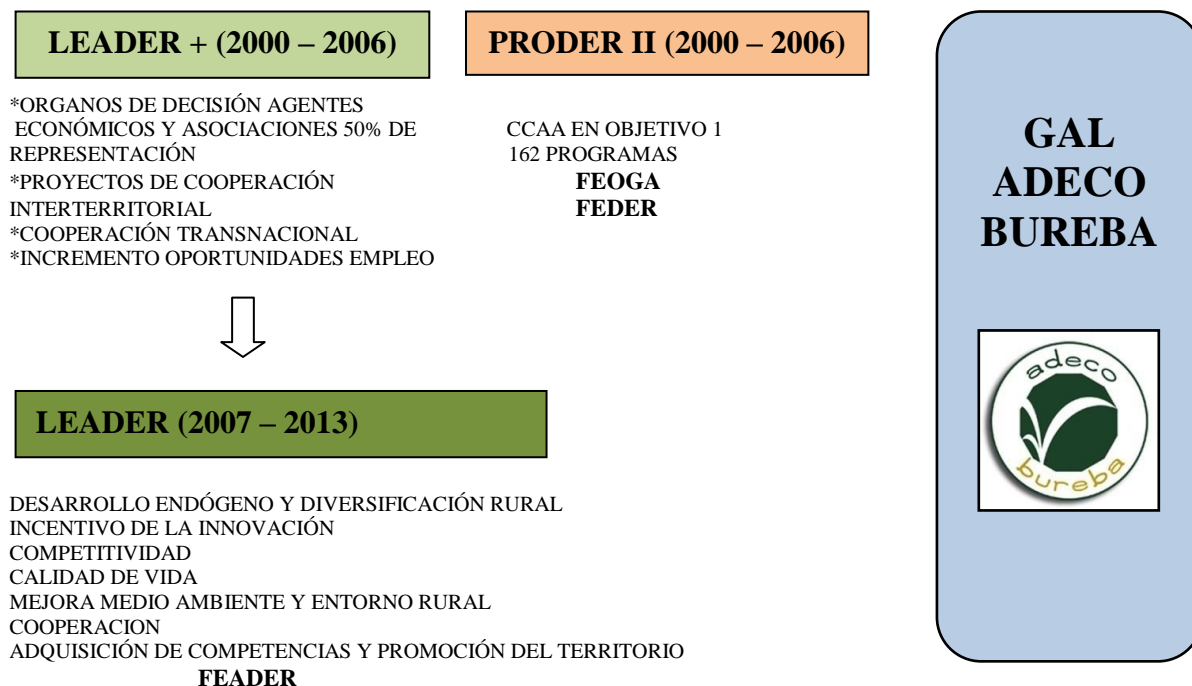 LEADER + (2000 – 2006)
*ORGANOS DE DECISIÓN AGENTES
ECONÓMICOS Y ASOCIACIONES 50% DE
REPRESENTACIÓN
*PROYECTOS DE COOPERACIÓN
INTERTERRITORIAL
*COOPERACIÓN TRANSNACIONAL
*INCREMENTO OPORTUNIDADES EMPLEO
PRODER II (2000 – 2006)
CCAA EN OBJETIVO 1
162 PROGRAMAS
FEOGA
FEDER
LEADER (2007 – 2013)
DESARROLLO ENDÓGENO Y DIVERSIFICACIÓN RURAL
INCENTIVO DE LA INNOVACIÓN
COMPETITIVIDAD
CALIDAD DE VIDA
MEJORA MEDIO AMBIENTE Y ENTORNO RURAL
COOPERACION
ADQUISICIÓN DE COMPETENCIAS Y PROMOCIÓN DEL TERRITORIO
FEADER
GAL
ADECO
BUREBA
adeco
bureba